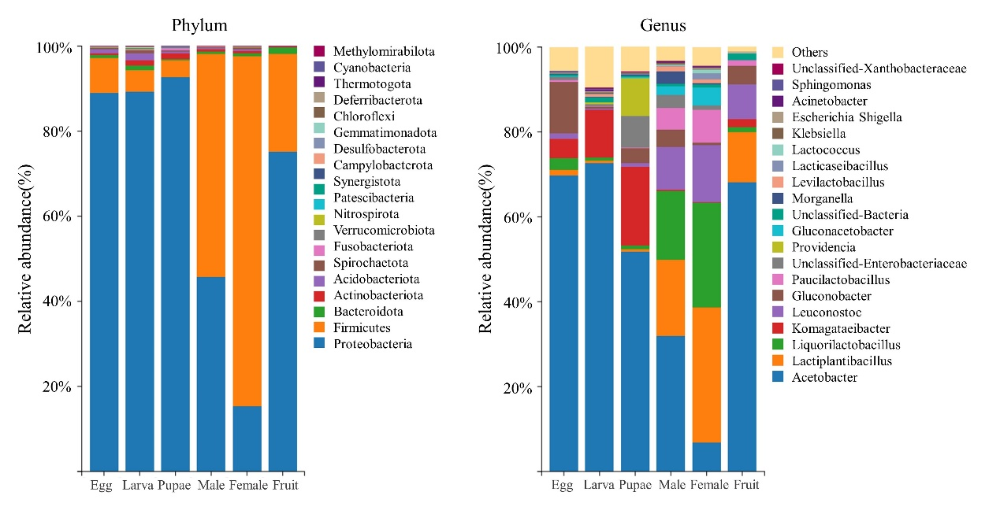 Phylum
Relative abundance(%)
100%
80%
60%
40%
20%
Egg Larva Pupae Male Female Fruit
Methylomirabilota
Cyanobacteria
Thermotogota
Deferribacterota
Chloroflexi
Gemmatimonadota
Desulfobacterota
Campylobacterota
Synergistota
Patescibacteria
Nitrospirota
Verrucomicrobiota
Fusobacteriota
Spirochaetota
Acidobacteriota
Actinobacteriota
Bacteroidota
Firmicutes
Proteobacteria
Genus
Relative abundance(%)
100%
80%
60%
40%
20%
Egg Larva Pupae Male Female Fruit
Others
Unclassified-Xanthobacteraceae
Sphingomonas
Acinetobacter
Escherichia Shigella
Klebsiella
Lactococcus
Lacticaseibacillus
Levilactobacillus
Morganella
Unclassified-Bacteria
Gluconacetobacter
Providencia
Unclassified-Enterobacteriaceae
Paucilactobacillus
Gluconobacter
Leuconostoc
Komagataeibacter
Liquorilactobacillus
Lactiplantibacillus
Acetobacter